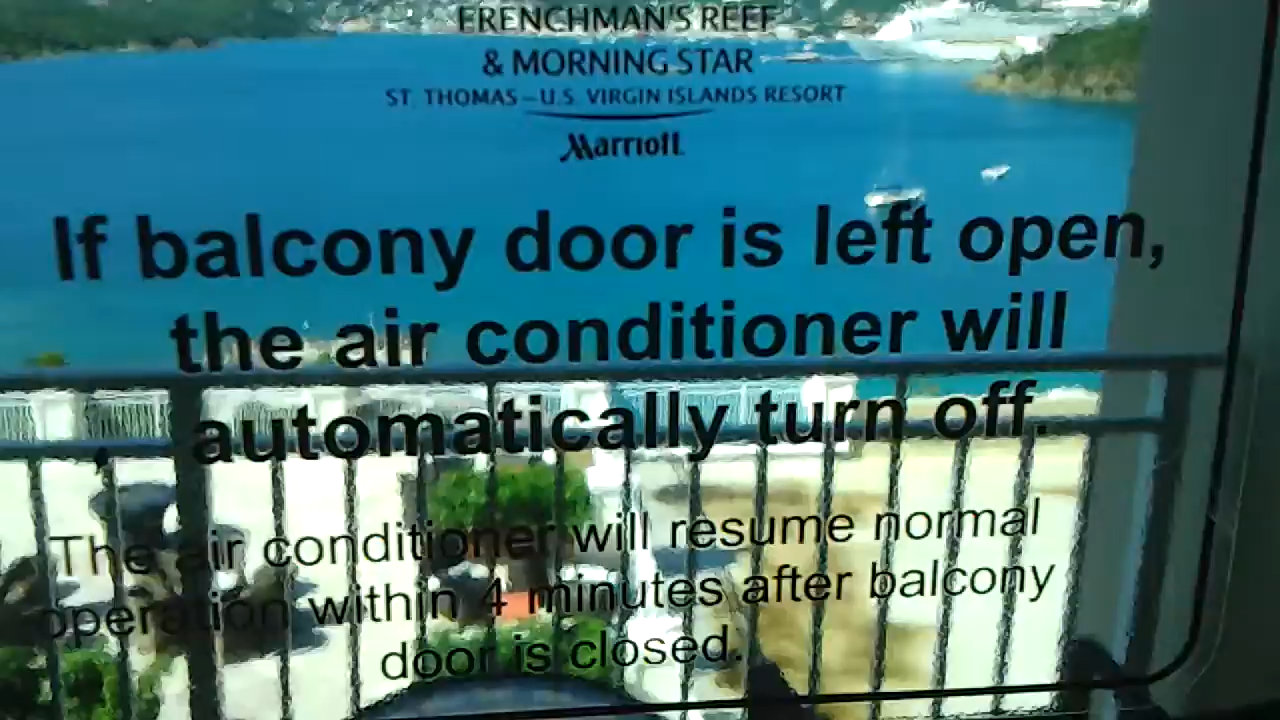 FRENCHMAN'S REEF
& MORNING STAR
ST. THOMAS – U.S. VIRGIN ISLANDS RESORT
Marriott
If balcony door is left open,
the air conditioner will
automatically turn off.
The air conditioner will resume normal
operation within 4 minutes after balcony
door is closed.